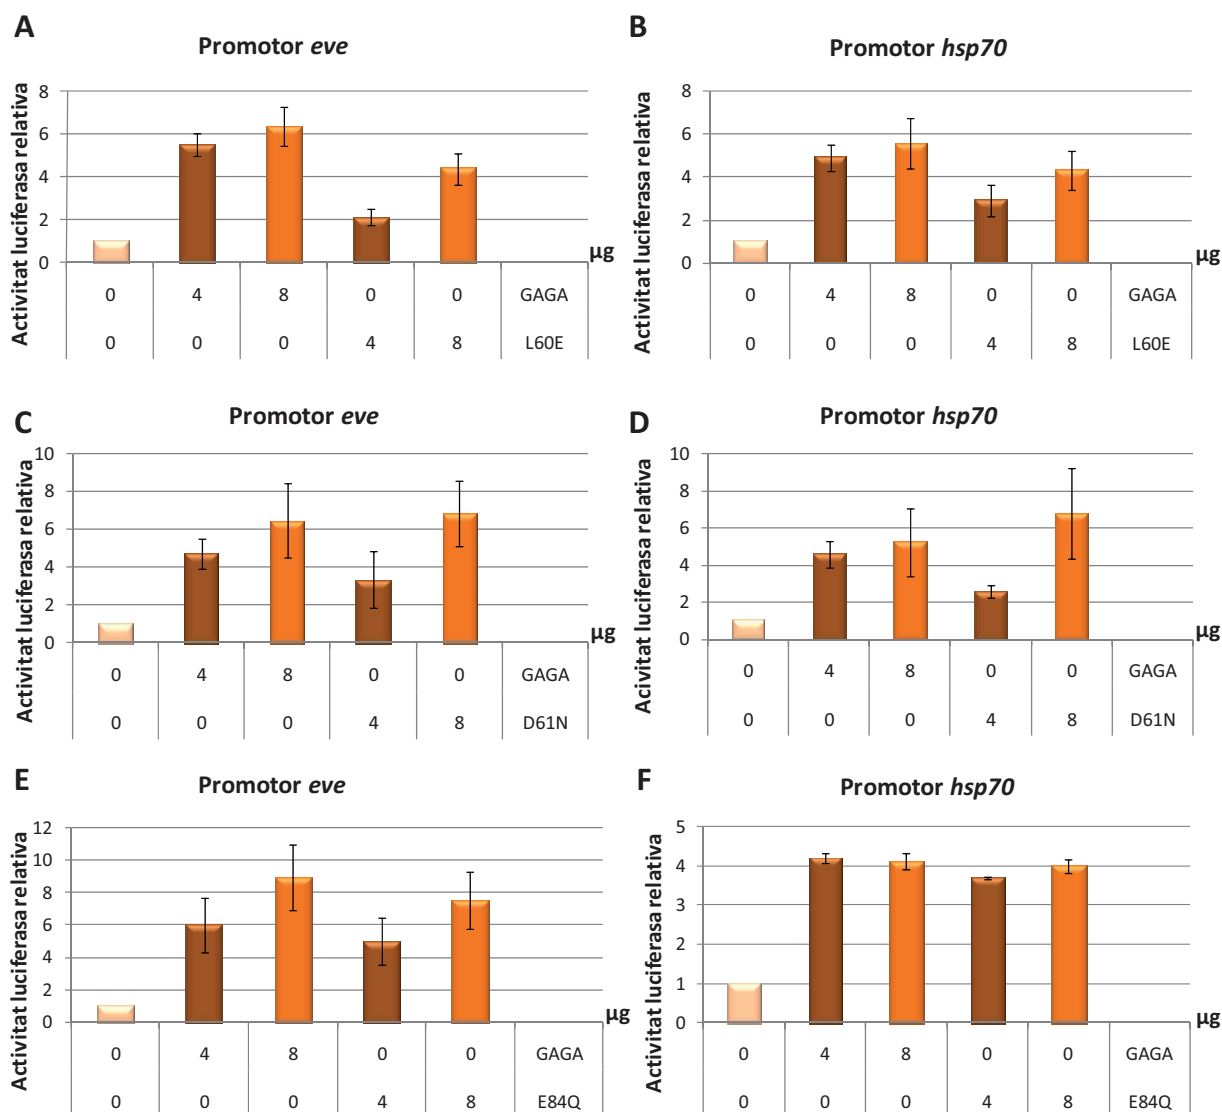 A
Promotor eve
Activitat luciferasa relativa
8
6
4
2
0
µg
0 4 8 0 0 GAGA
0 0 0 4 8 L60E
B
Promotor hsp70
Activitat luciferasa relativa
8
6
4
2
0
µg
0 4 8 0 0 GAGA
0 0 0 4 8 L60E
C
Promotor eve
Activitat luciferasa relativa
10
8
6
4
2
0
µg
0 4 8 0 0 GAGA
0 0 0 4 8 D61N
D
Promotor hsp70
Acivitat luciferasa relativa
10
8
6
4
2
0
µg
0 4 8 0 0 GAGA
0 0 0 4 8 D61N
E
Promotor eve
Activitat luciferasa relativa
12
10
8
6
4
2
0
µg
0 4 8 0 0 GAGA
0 0 0 4 8 E84Q
F
Promotor hsp70
Activitat luciferasa relativa
5
4
3
2
1
0
µg
0 4 8 0 0 GAGA
0 0 0 4 8 E84Q